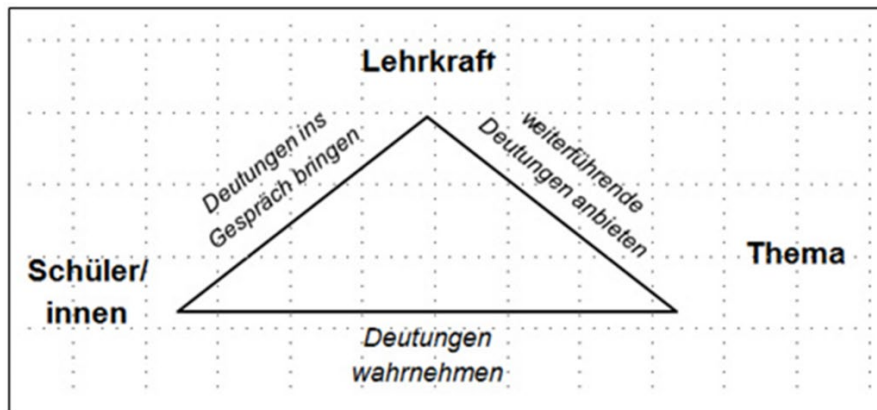 Lehrkraft
Deutungen ins
Gespräch bringen
weiterführende
Deutungen anbieten
Schüler/
innen
Thema
Deutungen
wahrnehmen